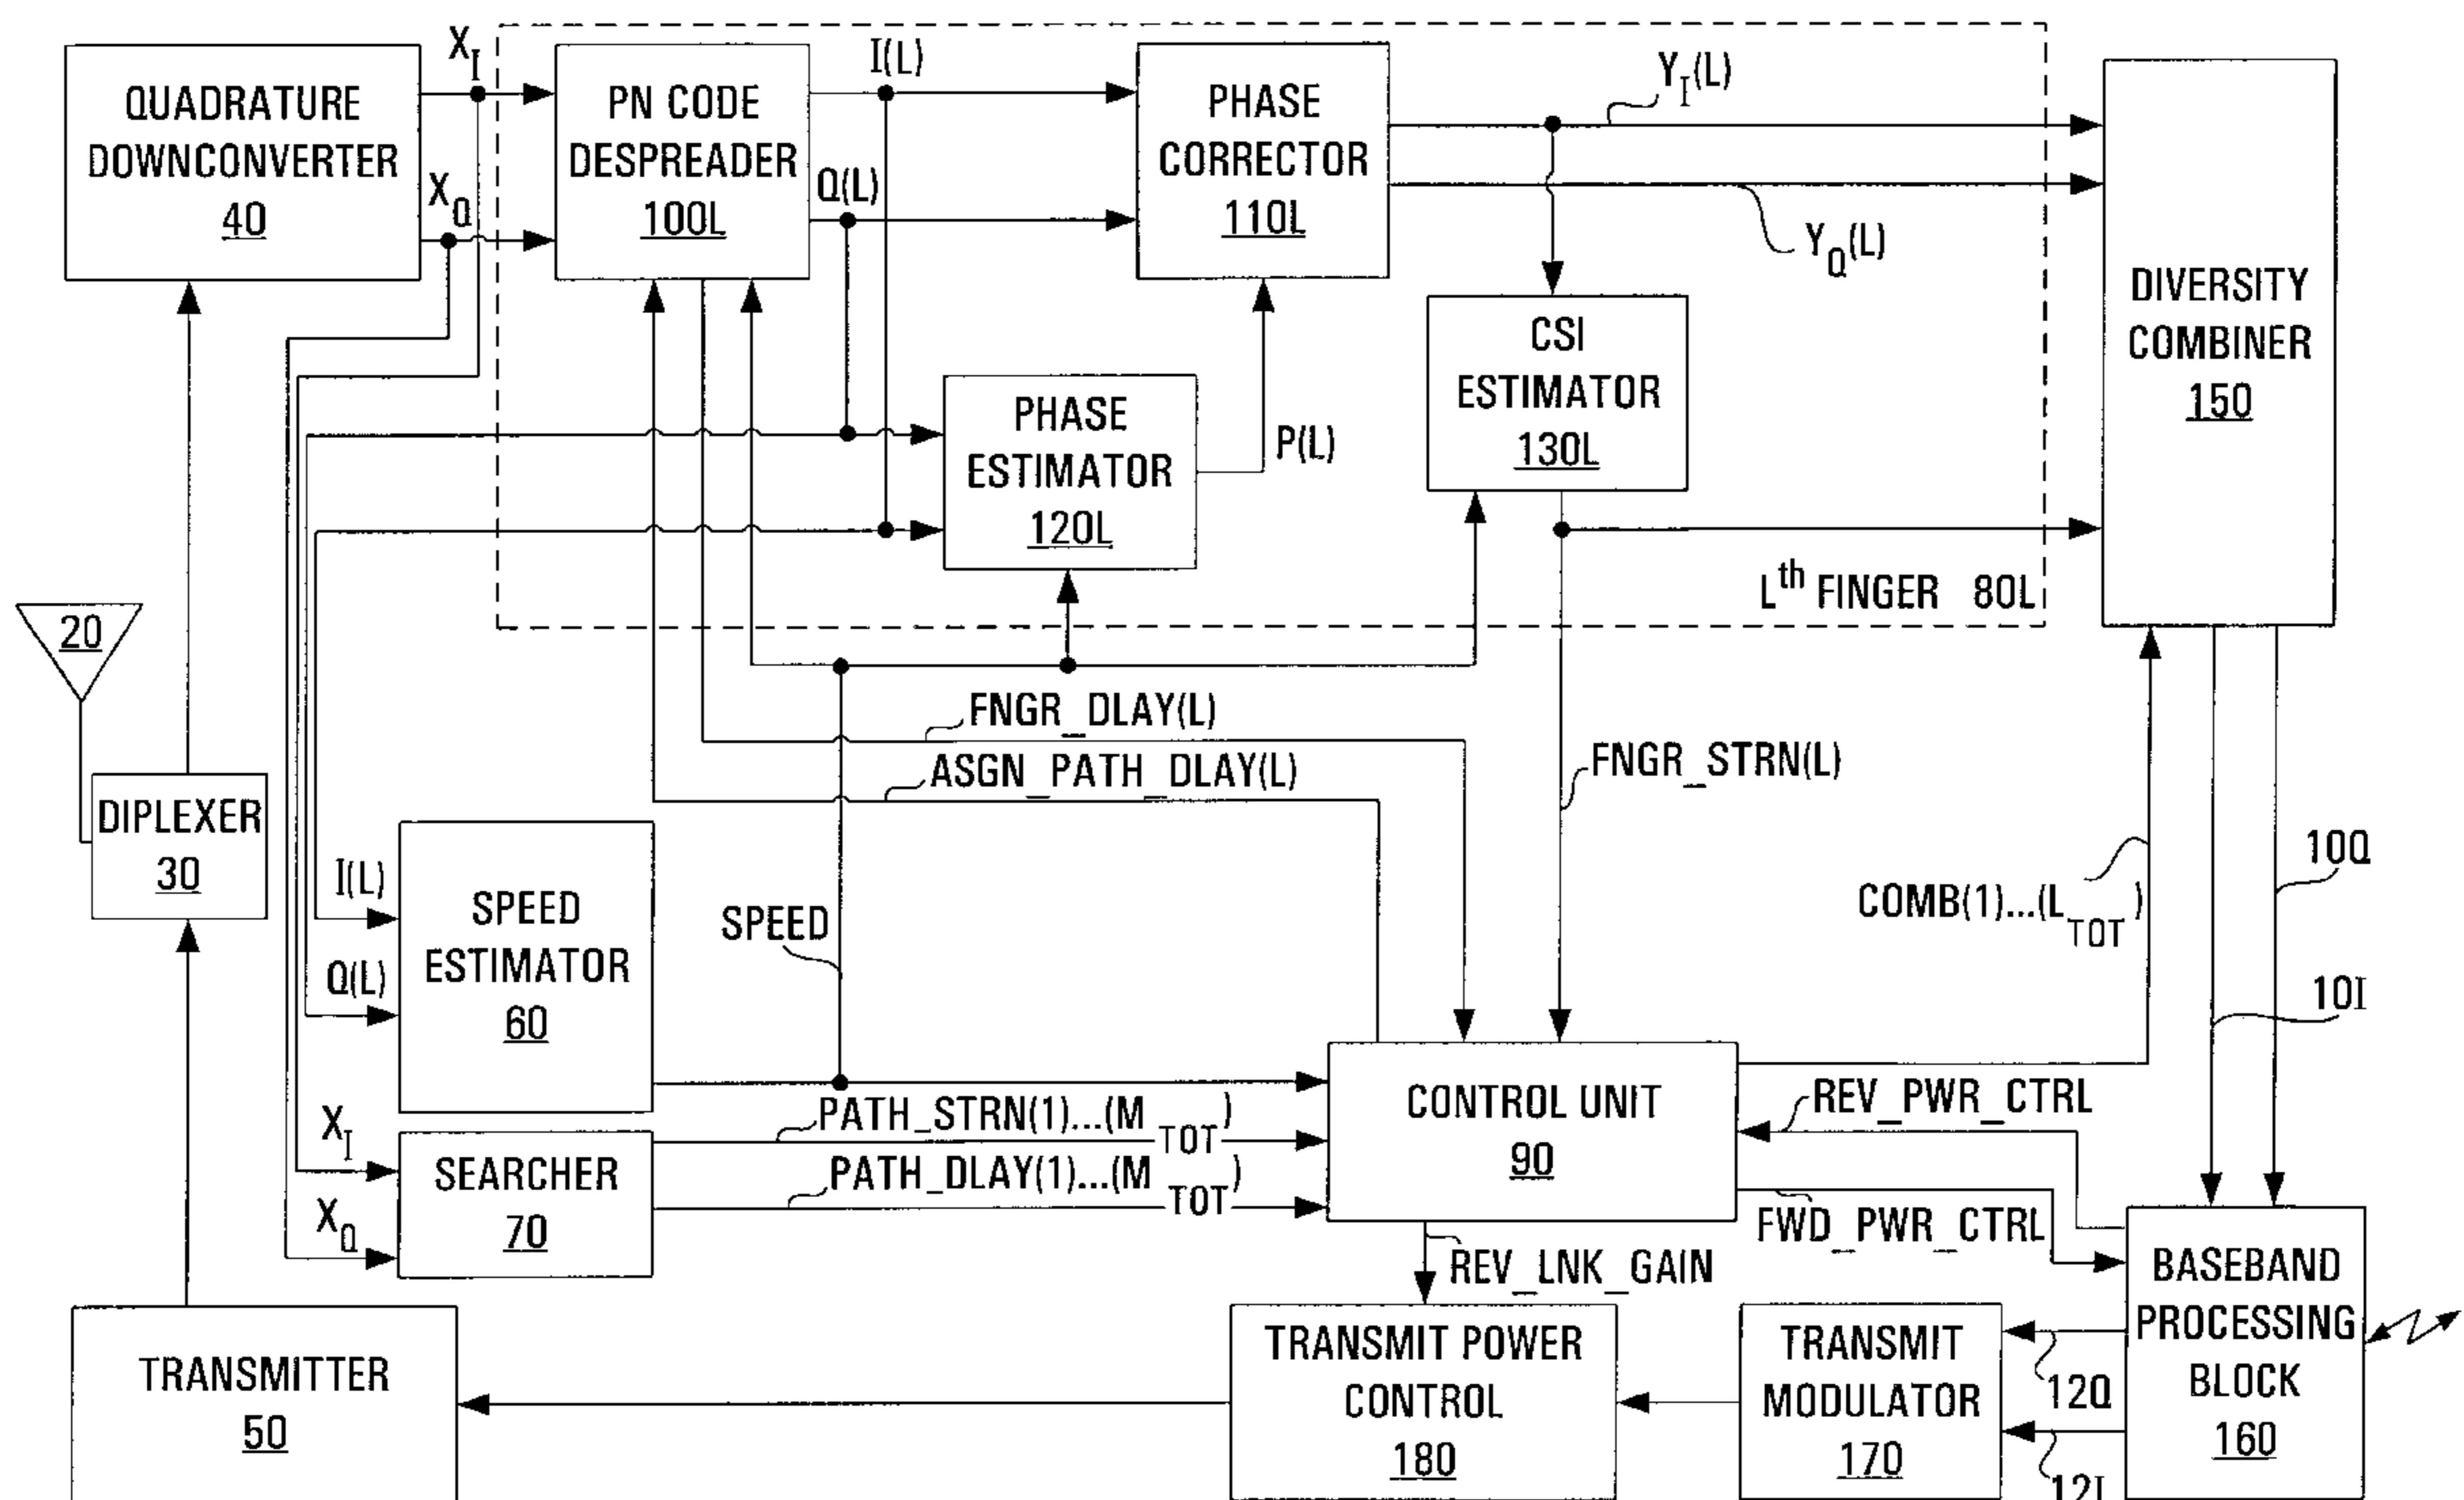 QUADRATURE
DOWNCONVERTER
40
X_I
X_Q
PN CODE
DESPREADER
100L
I(L)
Q(L)
PHASE
CORRECTOR
110L
Y_I(L)
Y_Q(L)
DIVERSITY
COMBINER
150
CSI
ESTIMATOR
130L
PHASE
ESTIMATOR
120L
P(L)
L^th FINGER 80L
20
DIPLEXER
30
FNGR_DLAY(L)
ASGN_PATH_DLAY(L)
FNGR_STRN(L)
I(L)
Q(L)
SPEED
ESTIMATOR
60
SPEED
COMB(1)...(L_TOT)
10Q
10I
X_I
X_Q
SEARCHER
70
PATH_STRN(1)...(M_TOT)
PATH_DLAY(1)...(M_TOT)
CONTROL UNIT
90
REV_PWR_CTRL
FWD_PWR_CTRL
REV_LNK_GAIN
BASEBAND
PROCESSING
BLOCK
160
TRANSMITTER
50
TRANSMIT POWER
CONTROL
180
TRANSMIT
MODULATOR
170
12Q
12I